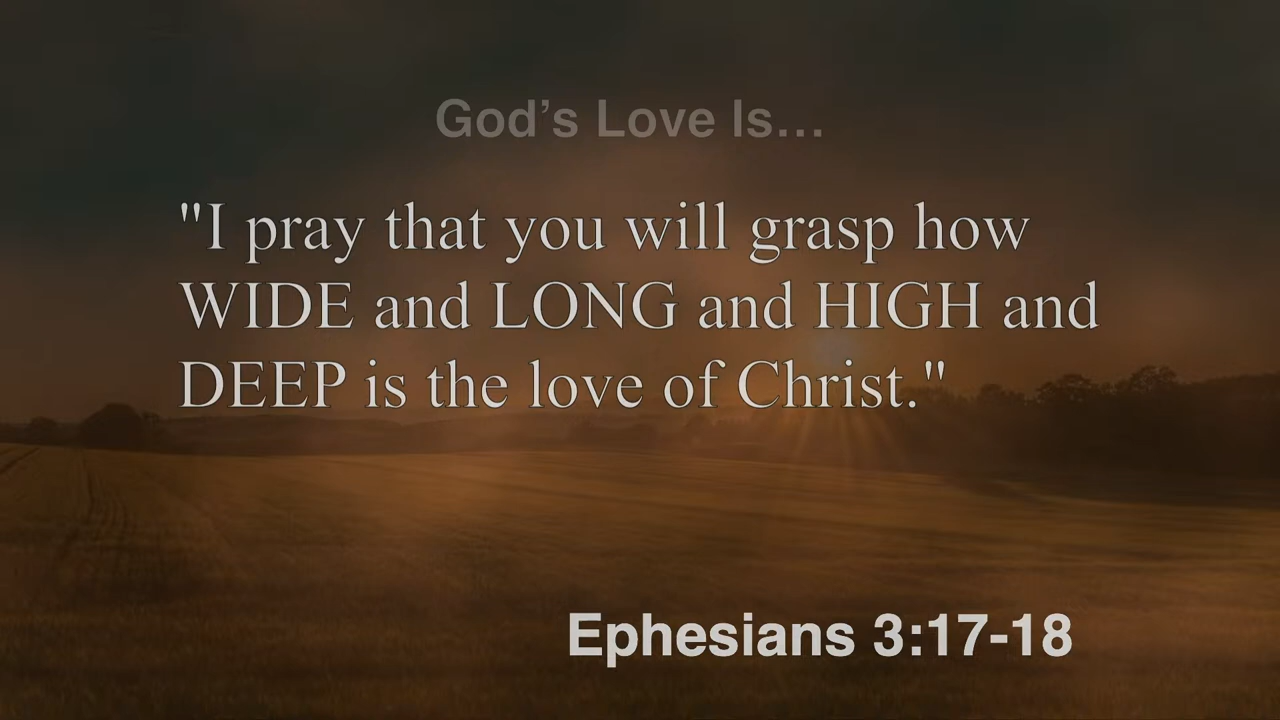 God’s Love Is…
"I pray that you will grasp how
WIDE and LONG and HIGH and
DEEP is the love of Christ."
Ephesians 3:17-18